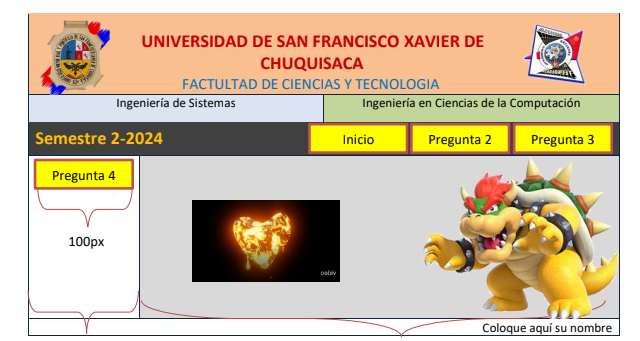 UNIVERSIDAD DE SAN FRANCISCO XAVIER DE
CHUQUISACA
FACTULTAD DE CIENCIAS Y TECNOLOGIA
Ingeniería de Sistemas
Ingeniería en Ciencias de la Computación
Semestre 2-2024
Inicio
Pregunta 2
Pregunta 3
Pregunta 4
100px
osbiv
Coloque aquí su nombre